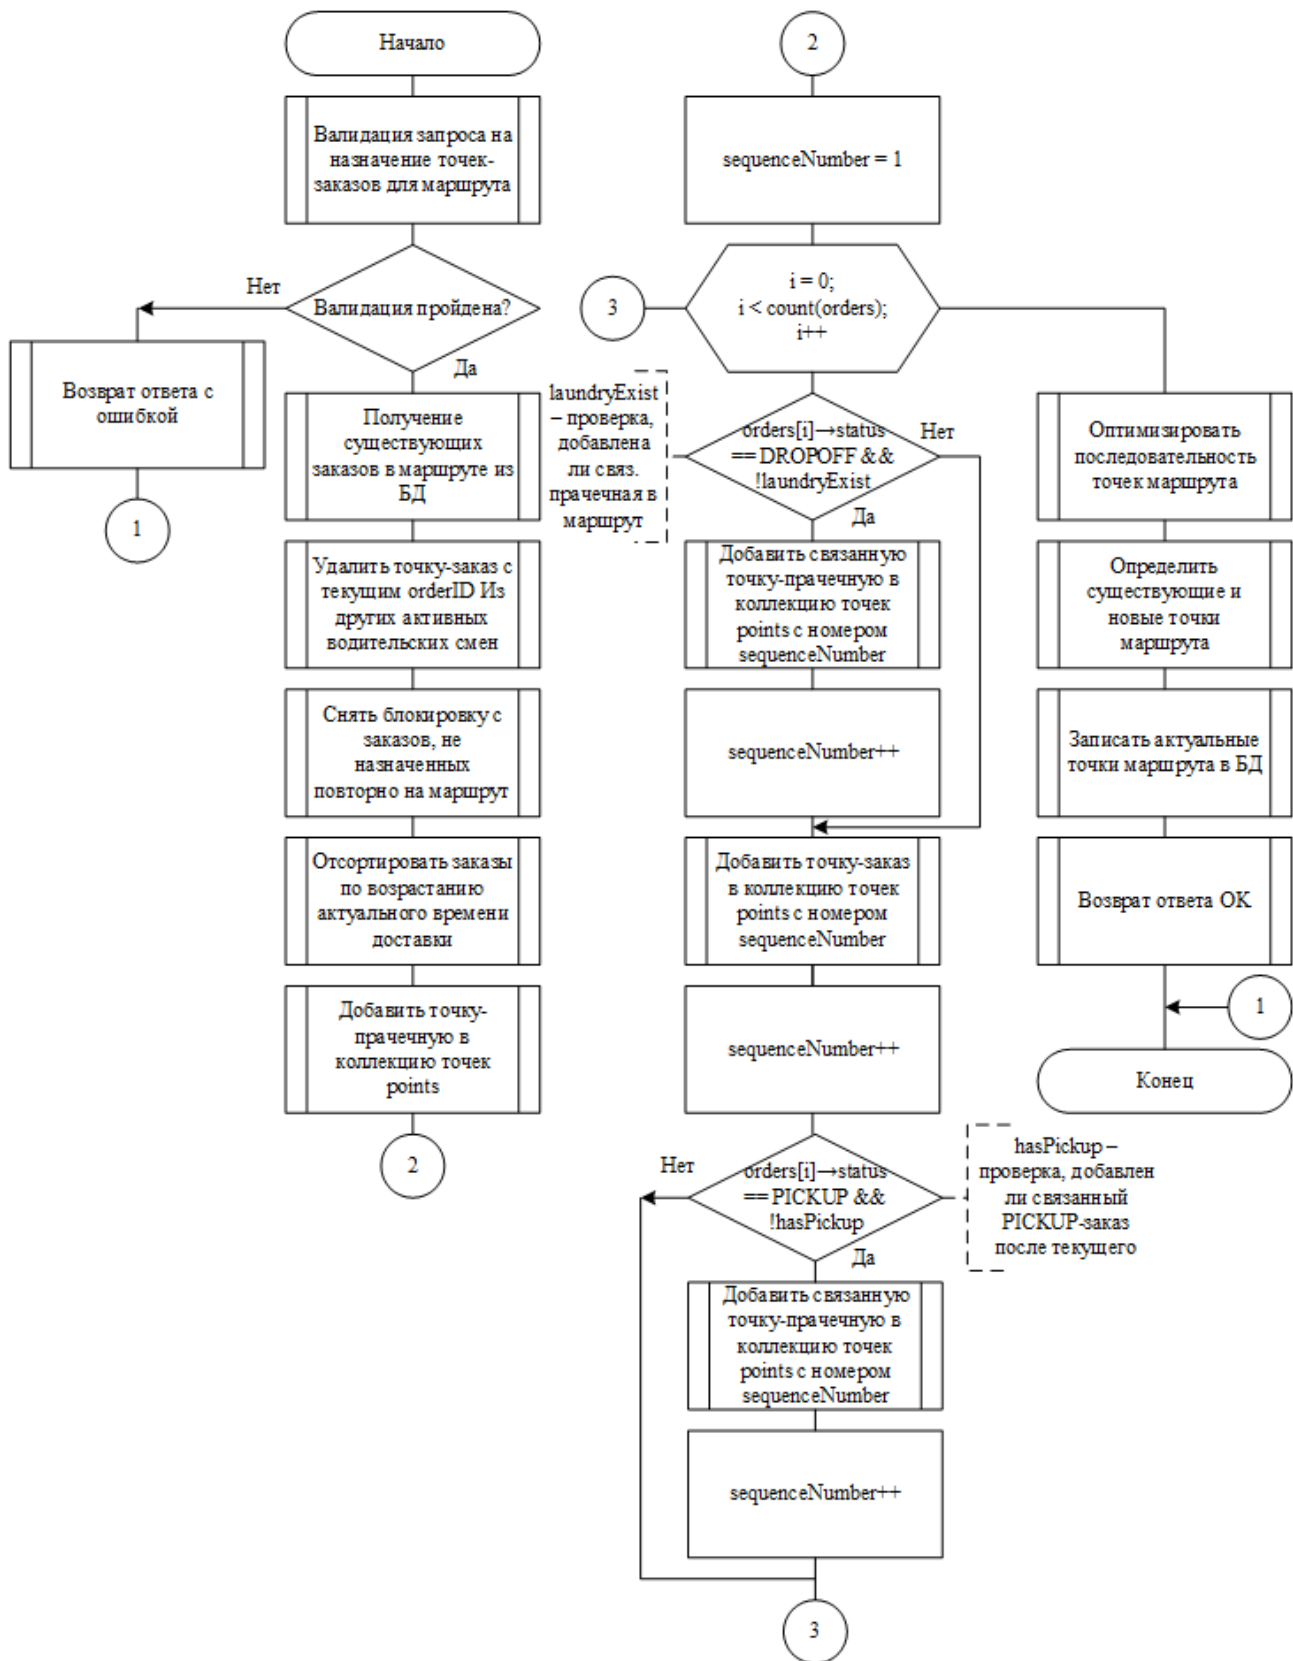 Начало
Валидация запроса на
назначение точек-
заказов для маршрута
Валидация пройдена?
Нет
Да
Возврат ответа с
ошибкой
1
Получение
существующих
заказов в маршруте из
БД
Удалить точку-заказ с
текущим orderID Из
других активных
водительских смен
Снять блокировку с
заказов, не
назначенных
повторно на маршрут
Отсортировать заказы
по возрастанию
актуального времени
доставки
Добавить точку-
прачечную в
коллекцию точек
points
2
2
sequenceNumber = 1
3
i = 0;
i < count(orders);
i++
laundryExist
– проверка,
добавлена
ли связ.
прачечная в
маршрут
orders[i]→status
== DROPOFF &&
!laundryExist
Нет
Да
Добавить связанную
точку-прачечную в
коллекцию точек
points с номером
sequenceNumber
sequenceNumber++
Добавить точку-заказ
в коллекцию точек
points с номером
sequenceNumber
sequenceNumber++
orders[i]→status
== PICKUP &&
!hasPickup
Нет
Да
hasPickup –
проверка, добавлен
ли связанный
PICKUP-заказ
после текущего
Добавить связанную
точку-прачечную в
коллекцию точек
points с номером
sequenceNumber
sequenceNumber++
3
Оптимизировать
последовательность
точек маршрута
Определить
существующие и
новые точки
маршрута
Записать актуальные
точки маршрута в БД
Возврат ответа ОК
1
Конец